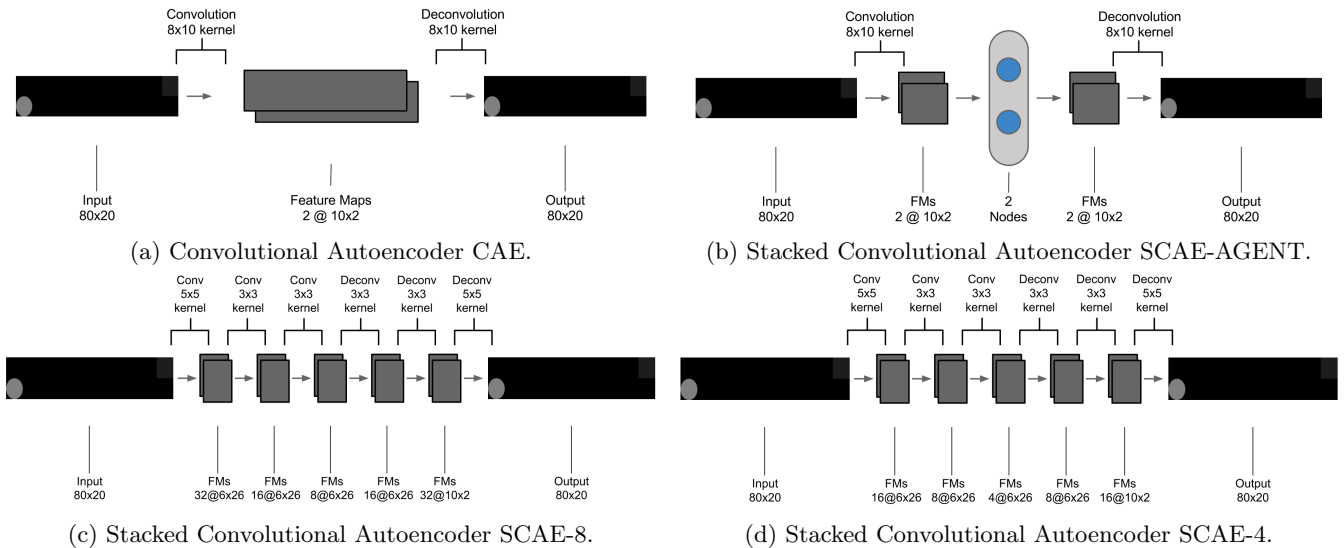 Convolution
8x10 kernel
Deconvolution
8x10 kernel
Input
80x20
Feature Maps
2 @ 10x2
Output
80x20
(a) Convolutional Autoencoder CAE.
Convolution
8x10 kernel
Deconvolution
8x10 kernel
Input
80x20
FMs
2 @ 10x2
2
Nodes
FMs
2 @ 10x2
Output
80x20
(b) Stacked Convolutional Autoencoder SCAE-AGENT.
Conv
5x5
kernel
Conv
3x3
kernel
Conv
3x3
kernel
Deconv
3x3
kernel
Deconv
3x3
kernel
Deconv
5x5
kernel
Input
80x20
FMs
32@6x26
FMs
16@6x26
FMs
8@6x26
FMs
16@6x26
FMs
32@10x2
Output
80x20
(c) Stacked Convolutional Autoencoder SCAE-8.
Conv
5x5
kernel
Conv
3x3
kernel
Conv
3x3
kernel
Deconv
3x3
kernel
Deconv
3x3
kernel
Deconv
5x5
kernel
Input
80x20
FMs
16@6x26
FMs
8@6x26
FMs
4@6x26
FMs
8@6x26
FMs
16@10x2
Output
80x20
(d) Stacked Convolutional Autoencoder SCAE-4.